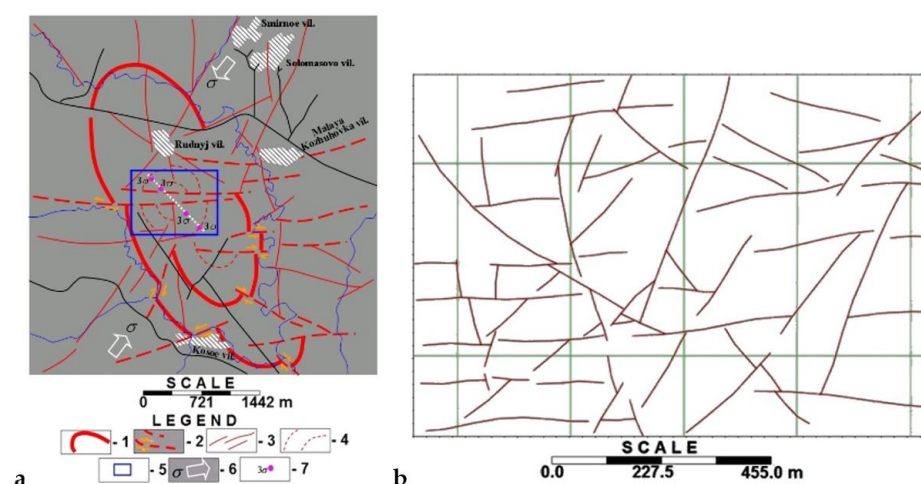 Smirnoe vil.
Solomasovo vil.
σ
Malaya
Kozhuhovka vil.
Rudnyj vil.
3σ 3σ
3σ 3σ
σ
Kosoe vil.
SCALE
0 721 1442 m
LEGEND
- 1 - 2 - 3 - 4
- 5 σ - 6 3σ - 7
a
SCALE
0.0 227.5 455.0 m
b